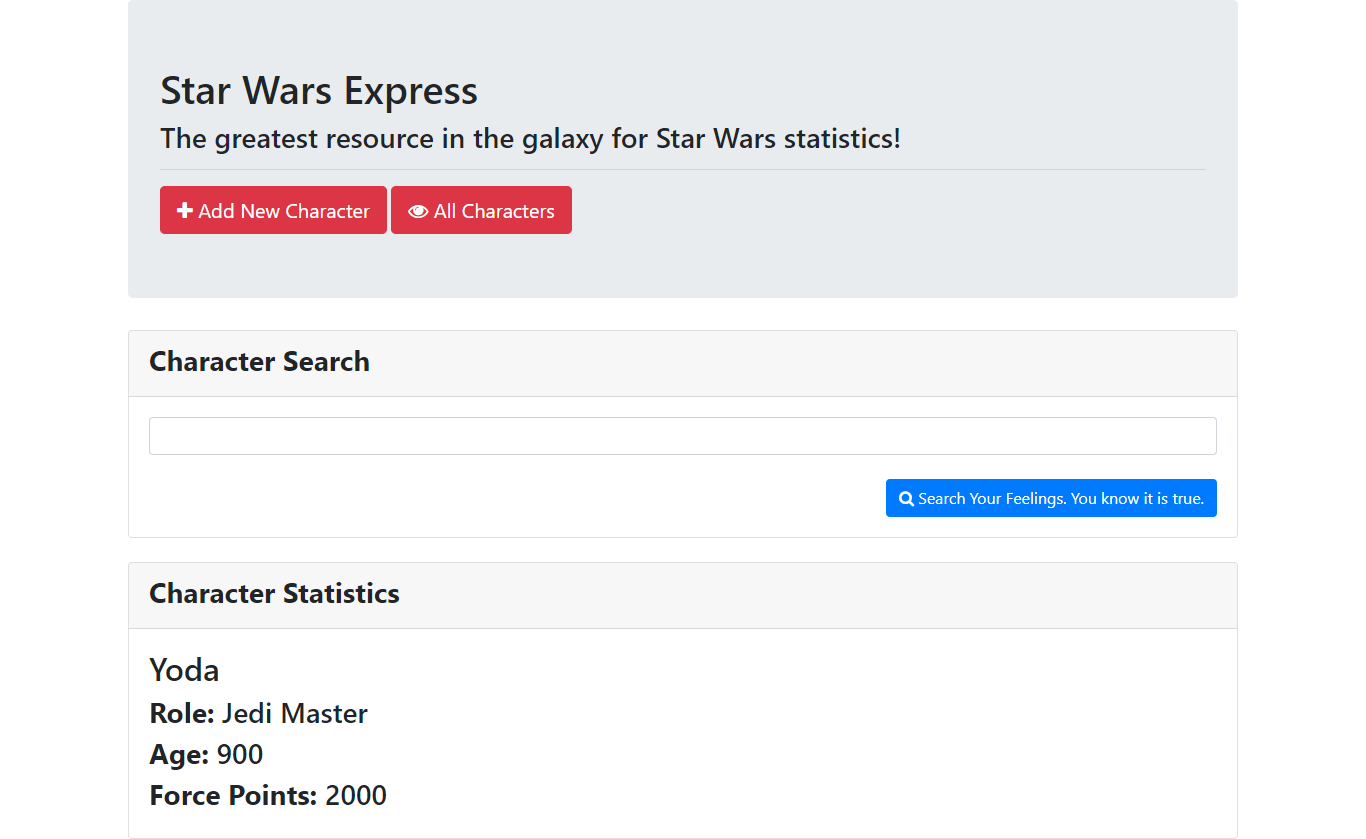 Star Wars Express
The greatest resource in the galaxy for Star Wars statistics!
Add New Character All Characters
Character Search
Search Your Feelings. You know it is true.
Character Statistics
Yoda
Role: Jedi Master
Age: 900
Force Points: 2000